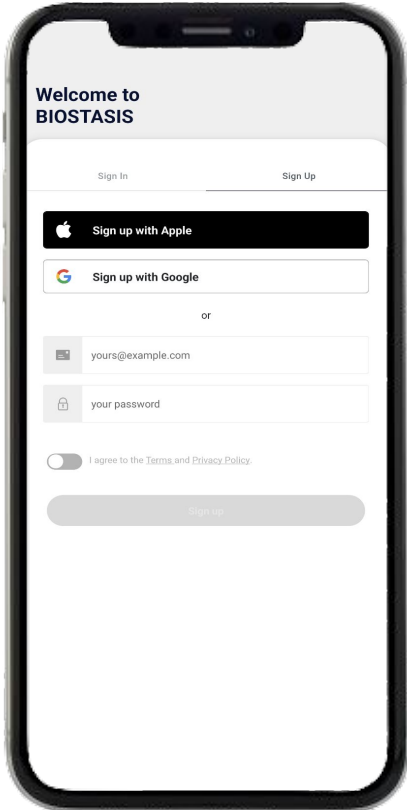 Welcome to
BIOSTASIS
Sign In
Sign Up
Sign up with Apple
Sign up with Google
or
yours@example.com
your password
I agree to the Terms and Privacy Policy.
Sign up